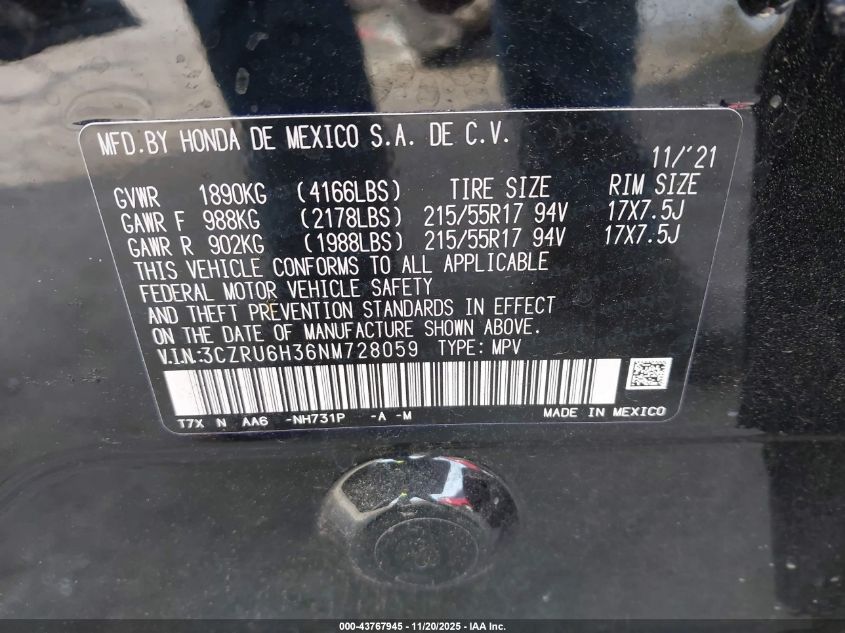 MFD.BY HONDA DE MEXICO S.A. DE C.V.
11/'21
GVWR 1890KG (4166LBS) TIRE SIZE RIM SIZE
GAWR F 988KG (2178LBS) 215/55R17 94V 17X7.5J
GAWR R 902KG (1988LBS) 215/55R17 94V 17X7.5J
THIS VEHICLE CONFORMS TO ALL APPLICABLE
FEDERAL MOTOR VEHICLE SAFETY
AND THEFT PREVENTION STANDARDS IN EFFECT
ON THE DATE OF MANUFACTURE SHOWN ABOVE.
V.I.N:3CZRU6H36NM728059 TYPE: MPV
T7X N AA6 -NH731P -A -M MADE IN MEXICO
000-43767945 - 11/20/2025 - IAA Inc.